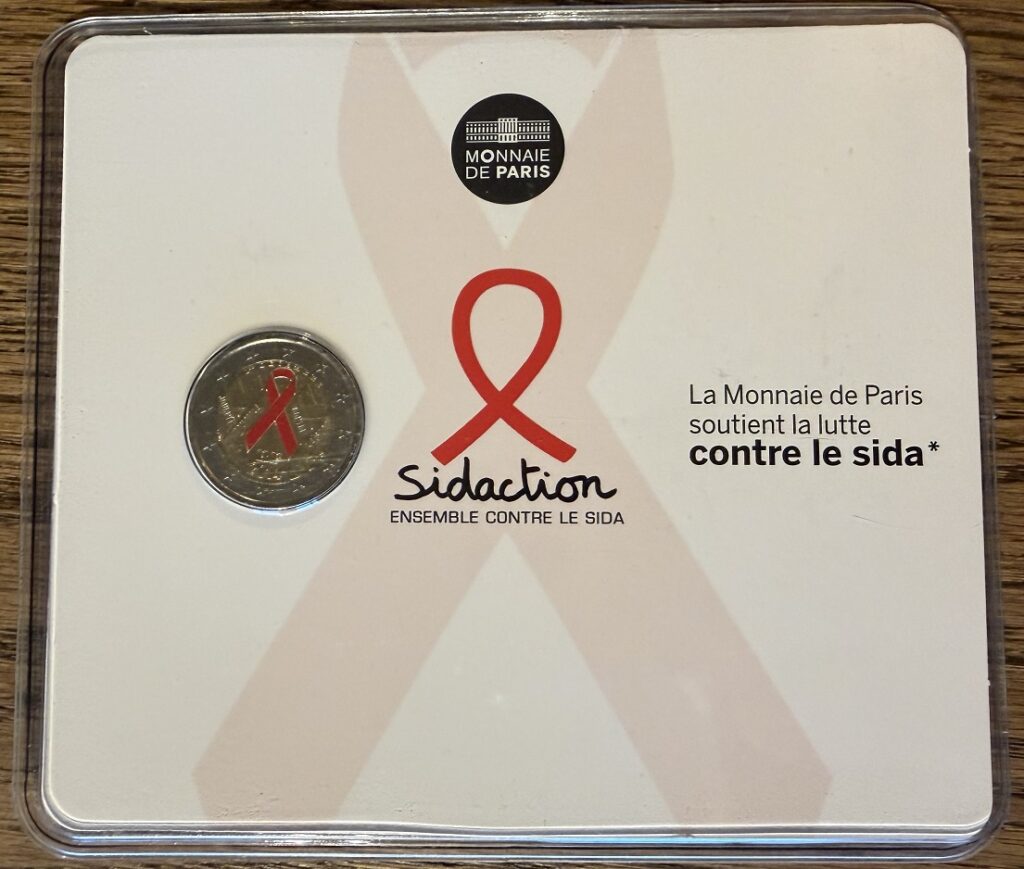 MONNAIE
DE PARIS
Sidaction
ENSEMBLE CONTRE LE SIDA
La Monnaie de Paris
soutient la lutte
contre le sida*